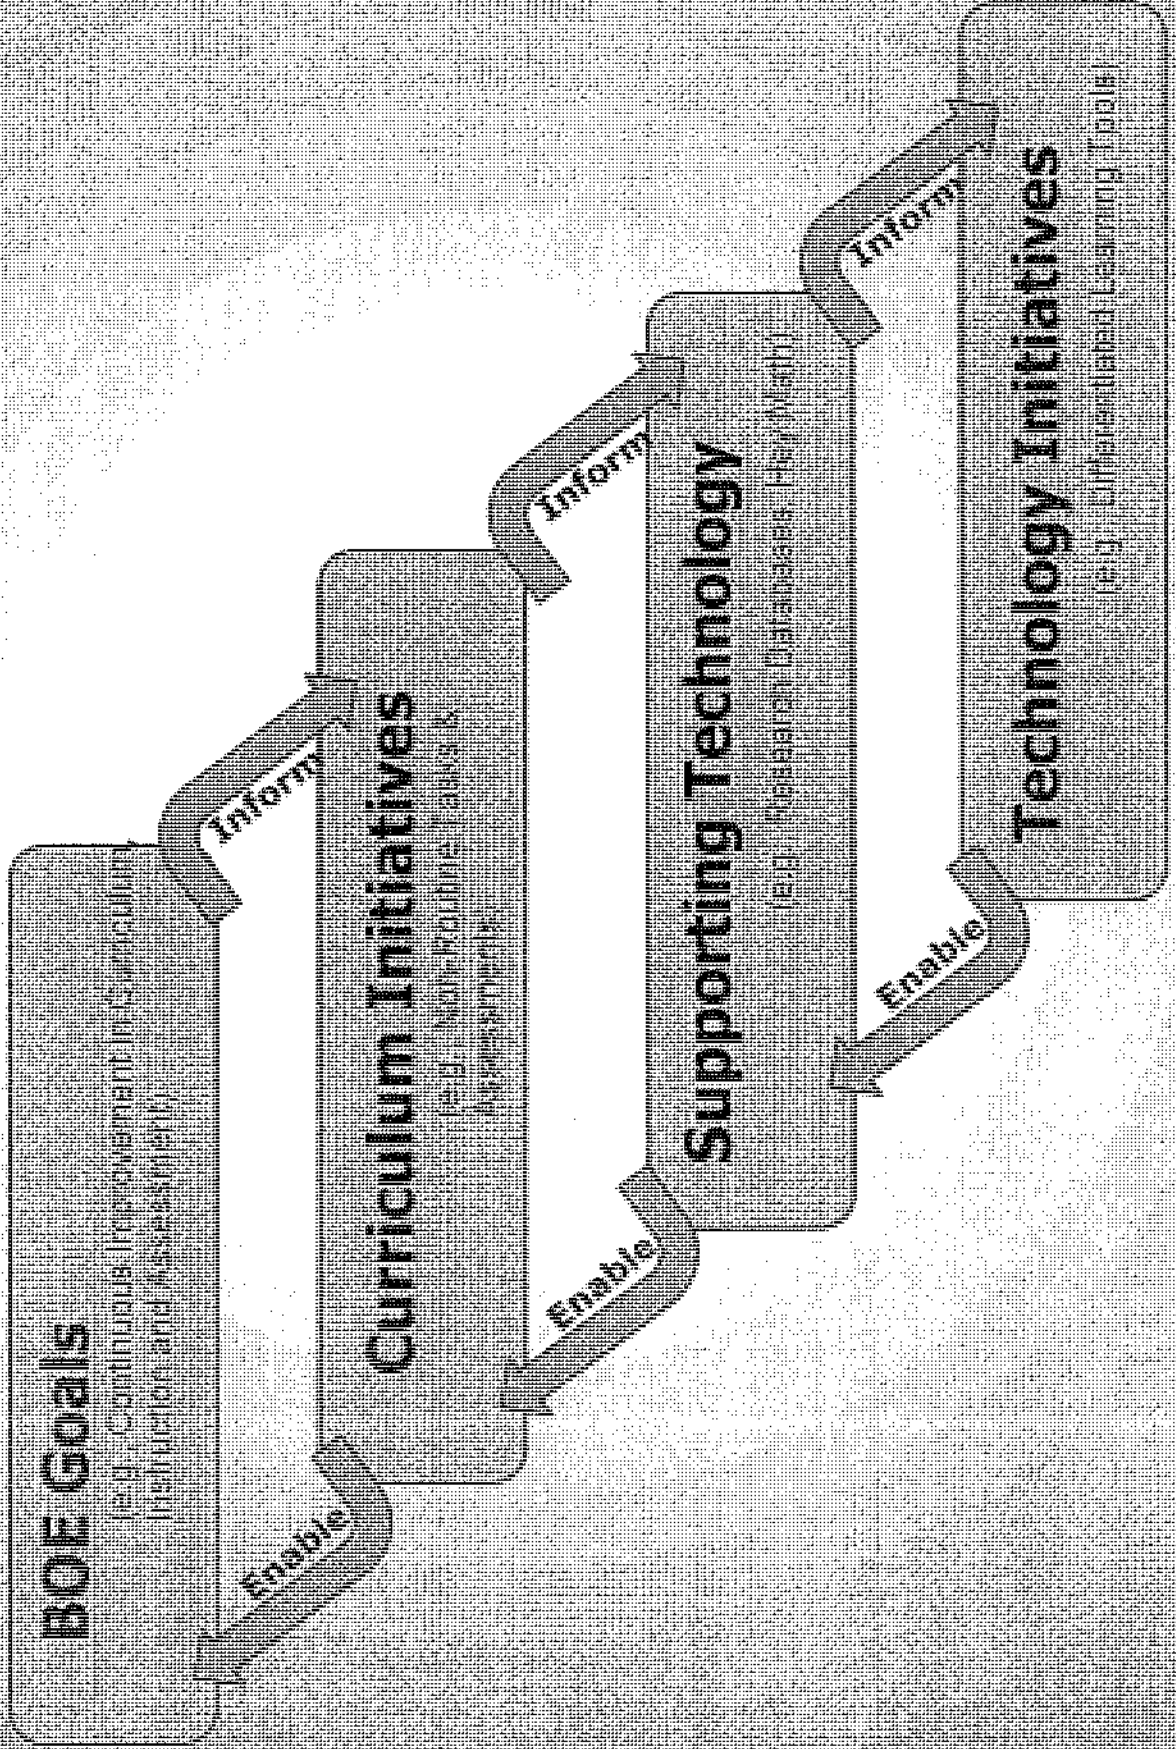 BOE Goals
(e.g., Continuous Improvement in Curriculum,
Instruction and Assessment)
Inform
Enable
Curriculum Initiatives
(e.g. Non-Routine Tasks &
Assessments)
Inform
Enable
Supporting Technology
(e.g., Research Databases,
Inform
Enable
Technology Initiatives
(e.g., Differentiated Learning Tools)